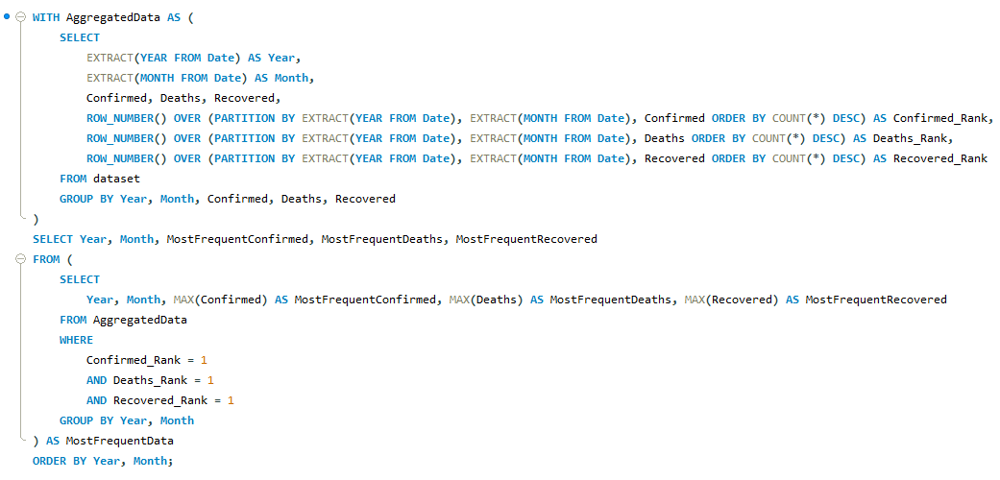 WITH AggregatedData AS (
SELECT
EXTRACT(YEAR FROM Date) AS Year,
EXTRACT(MONTH FROM Date) AS Month,
Confirmed, Deaths, Recovered,
ROW_NUMBER() OVER (PARTITION BY EXTRACT(YEAR FROM Date), EXTRACT(MONTH FROM Date), Confirmed ORDER BY COUNT(*) DESC) AS Confirmed_Rank,
ROW_NUMBER() OVER (PARTITION BY EXTRACT(YEAR FROM Date), EXTRACT(MONTH FROM Date), Deaths ORDER BY COUNT(*) DESC) AS Deaths_Rank,
ROW_NUMBER() OVER (PARTITION BY EXTRACT(YEAR FROM Date), EXTRACT(MONTH FROM Date), Recovered ORDER BY COUNT(*) DESC) AS Recovered_Rank
FROM dataset
GROUP BY Year, Month, Confirmed, Deaths, Recovered
)
SELECT Year, Month, MostFrequentConfirmed, MostFrequentDeaths, MostFrequentRecovered
FROM (
SELECT
Year, Month, MAX(Confirmed) AS MostFrequentConfirmed, MAX(Deaths) AS MostFrequentDeaths, MAX(Recovered) AS MostFrequentRecovered
FROM AggregatedData
WHERE
Confirmed_Rank = 1
AND Deaths_Rank = 1
AND Recovered_Rank = 1
GROUP BY Year, Month
) AS MostFrequentData
ORDER BY Year, Month;